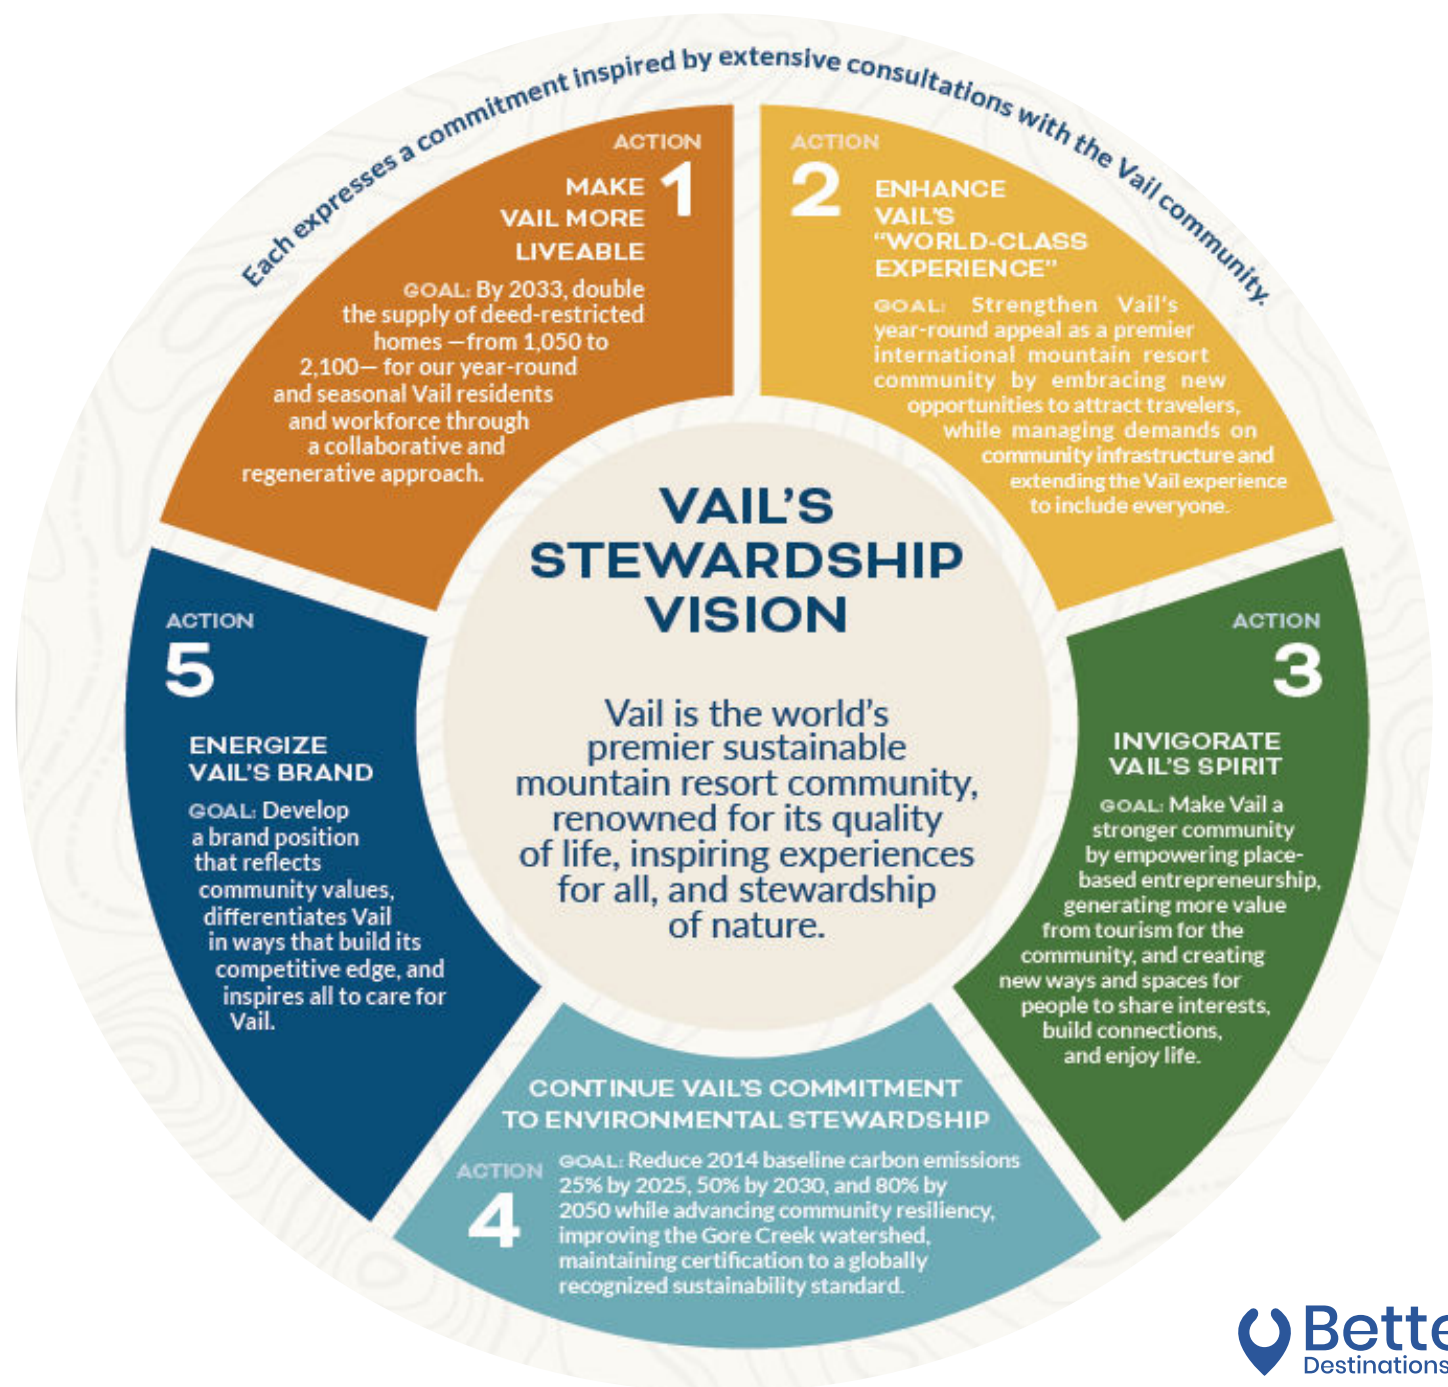 Each expresses a commitment inspired by extensive consultations with the Vail community.
ACTION
1
MAKE
VAIL MORE
LIVEABLE
GOAL: By 2033, double
the supply of deed-restricted
homes —from 1,050 to
2,100— for our year-round
and seasonal Vail residents
and workforce through
a collaborative and
regenerative approach.
ACTION
2
ENHANCE
VAIL'S
“WORLD-CLASS
EXPERIENCE”
GOAL: Strengthen Vail's
year-round appeal as a premier
international mountain resort
community by embracing new
opportunities to attract travelers,
while managing demands on
community infrastructure and
extending the Vail experience
to include everyone.
ACTION
3
INVIGORATE
VAIL'S SPIRIT
GOAL: Make Vail a
stronger community
by empowering place-
based entrepreneurship,
generating more value
from tourism for the
community, and creating
new ways and spaces for
people to share interests,
build connections,
and enjoy life.
CONTINUE VAIL'S COMMITMENT
TO ENVIRONMENTAL STEWARDSHIP
ACTION
4
GOAL: Reduce 2014 baseline carbon emissions
25% by 2025, 50% by 2030, and 80% by
2050 while advancing community resiliency,
improving the Gore Creek watershed,
maintaining certification to a globally
recognized sustainability standard.
ACTION
5
ENERGIZE
VAIL'S BRAND
GOAL: Develop
a brand position
that reflects
community values,
differentiates Vail
in ways that build its
competitive edge, and
inspires all to care for
Vail.
VAIL'S
STEWARDSHIP
VISION
Vail is the world's
premier sustainable
mountain resort community,
renowned for its quality
of life, inspiring experiences
for all, and stewardship
of nature.
Bette
Destinations